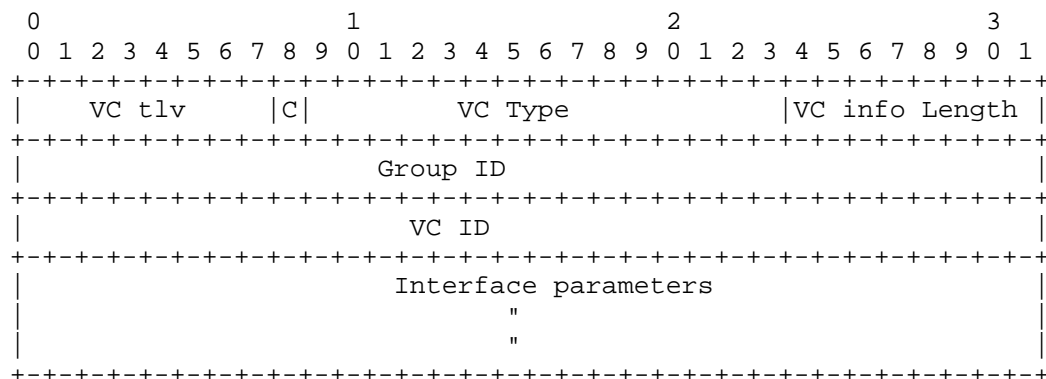 0                   1                   2                   3
 0 1 2 3 4 5 6 7 8 9 0 1 2 3 4 5 6 7 8 9 0 1 2 3 4 5 6 7 8 9 0 1
+-+-+-+-+-+-+-+-+-+-+-+-+-+-+-+-+-+-+-+-+-+-+-+-+-+-+-+-+-+-+-+-+
|    VC tlv     |C|         VC Type             |VC info Length |
+-+-+-+-+-+-+-+-+-+-+-+-+-+-+-+-+-+-+-+-+-+-+-+-+-+-+-+-+-+-+-+-+
|                      Group ID                                 |
+-+-+-+-+-+-+-+-+-+-+-+-+-+-+-+-+-+-+-+-+-+-+-+-+-+-+-+-+-+-+-+-+
|                        VC ID                                  |
+-+-+-+-+-+-+-+-+-+-+-+-+-+-+-+-+-+-+-+-+-+-+-+-+-+-+-+-+-+-+-+-+
|                       Interface parameters                    |
|                              "                                |
|                              "                                |
+-+-+-+-+-+-+-+-+-+-+-+-+-+-+-+-+-+-+-+-+-+-+-+-+-+-+-+-+-+-+-+-+